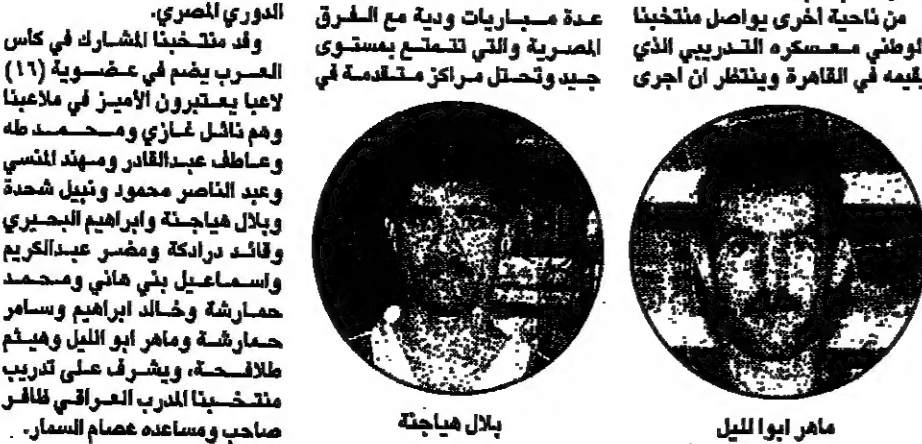 من ناحية أخرى يواصل منتخبنا
الوطني معسكره التدريبي الذي
يقيمه في القاهرة وينتظر ان اجرى
عدة مباريات ودية مع الفرق
المصرية والتي تتمتع بمستوى
جيد وتحتل مراكز متقدمة في
الدوري المصري.
وقد منتخبنا المشارك في كأس
العرب يضم في عضوية (١٦)
لاعبا يعتبرون الأميز في ملاعبنا
وهم نائل غازي ومحمد طه
وعاطف عبدالقادر ومهند المنسي
وعبد الناصر محمود ونبيل شحدة
وبلال هياجنة وابراهيم البحيري
وقائد درادكة ومضر عبدالكريم
واسماعيل بني هاني ومحمد
حمارشة وخالد ابراهيم وسامر
حمارشة وماهر ابو الليل وهيثم
طلافحة، ويشرف على تدريب
منتخبنا المدرب العراقي ظافر
صاحب ومساعده عصام السمار.
ماهر ابوا لليل
بلال هياجنة